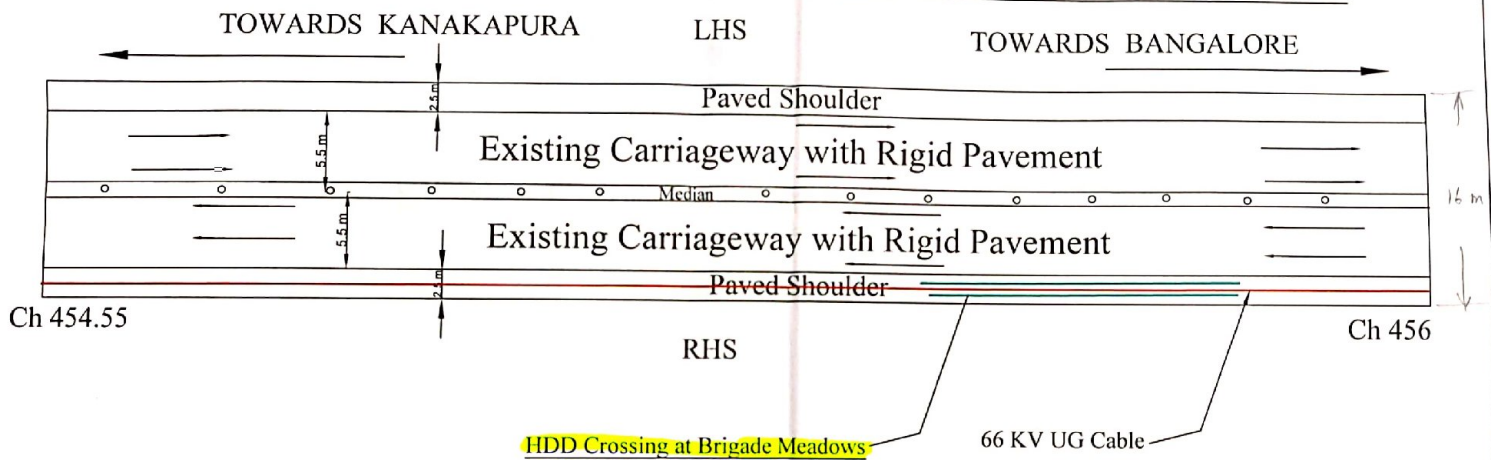 TOWARDS KANAKAPURA
LHS
TOWARDS BANGALORE
2.5 m
Paved Shoulder
5.5 m
Existing Carriageway with Rigid Pavement
Median
16 m
5.5 m
Existing Carriageway with Rigid Pavement
2.5 m
Paved Shoulder
Ch 454.55
Ch 456
RHS
HDD Crossing at Brigade Meadows
66 KV UG Cable